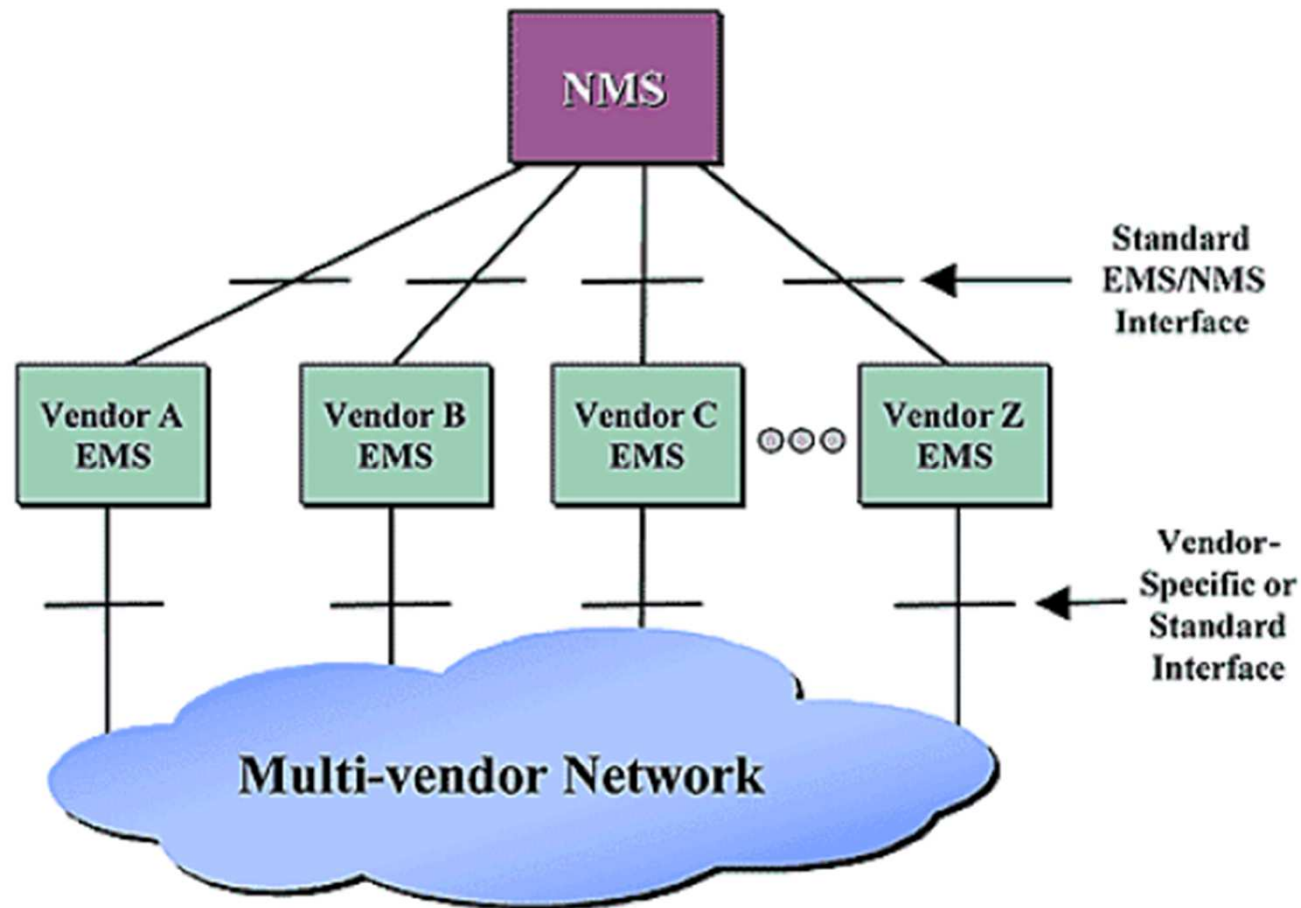 NMS
Standard
EMS/NMS
Interface
Vendor A
EMS
Vendor B
EMS
Vendor C
EMS
Vendor Z
EMS
Vendor-
Specific or
Standard
Interface
Multi-vendor Network